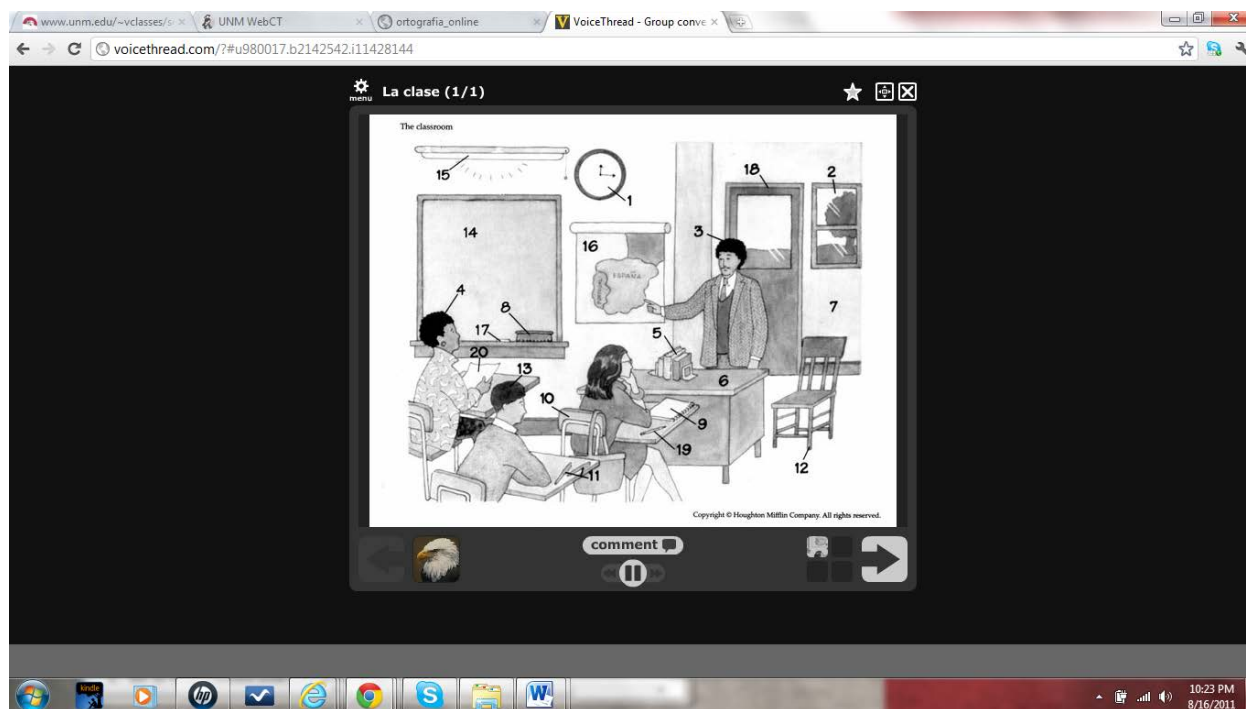 www.unm.edu/~vclasses/s
UNM WebCT
ortografia_online
VoiceThread - Group conve
voicethread.com/?#u980017.b2142542.i11428144
menu
La clase (1/1)
The classroom
15
1
18
2
14
16
3
ESPAÑA
4
8
7
17
5
20
13
6
10
9
19
11
12
Copyright © Houghton Mifflin Company. All rights reserved.
comment
kindle
hp
S
W
10:23 PM
8/16/2011